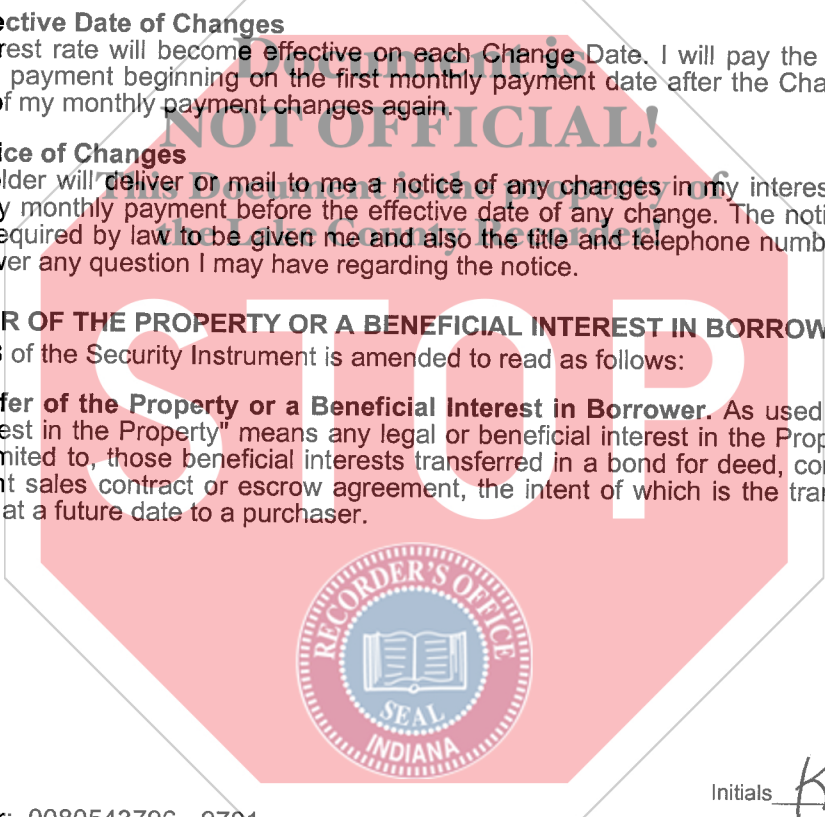 ective Date of Changes
rest rate will become effective on each Change Date. I will pay the
payment beginning on the first monthly payment date after the Cha
of my monthly payment changes again.
ice of Changes
lder will deliver or mail to me a notice of any changes in my interes
y monthly payment before the effective date of any change. The noti
equired by law to be given me and also the title and telephone numb
ver any question I may have regarding the notice.
R OF THE PROPERTY OR A BENEFICIAL INTEREST IN BORROW
of the Security Instrument is amended to read as follows:
fer of the Property or a Beneficial Interest in Borrower. As used
est in the Property" means any legal or beneficial interest in the Prop
mited to, those beneficial interests transferred in a bond for deed, co
nt sales contract or escrow agreement, the intent of which is the tra
at a future date to a purchaser.
Document is
NOT OFFICIAL!
This Document is the property of
the Lake County Recorder!
STOP
RECORDER'S OFFICE
SEAL
INDIANA
Initials K